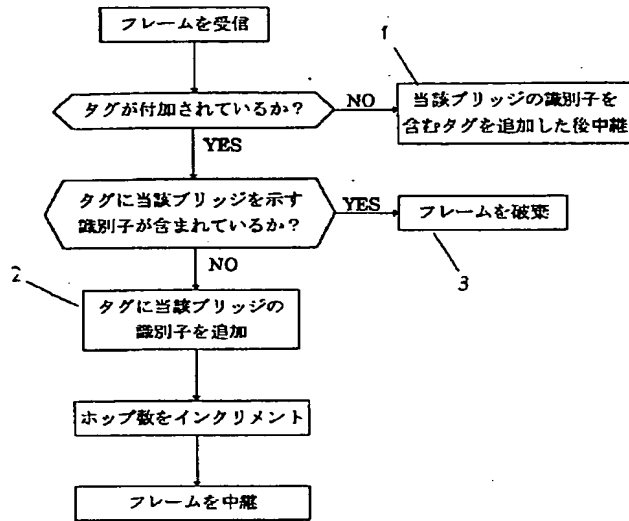 フレームを受信
1
タグが付加されているか?
NO
当該ブリッジの識別子を
含むタグを追加した後中継
YES
タグに当該ブリッジを示す
識別子が含まれているか?
YES
フレームを破棄
3
NO
2
タグに当該ブリッジの
識別子を追加
ホップ数をインクリメント
フレームを中継